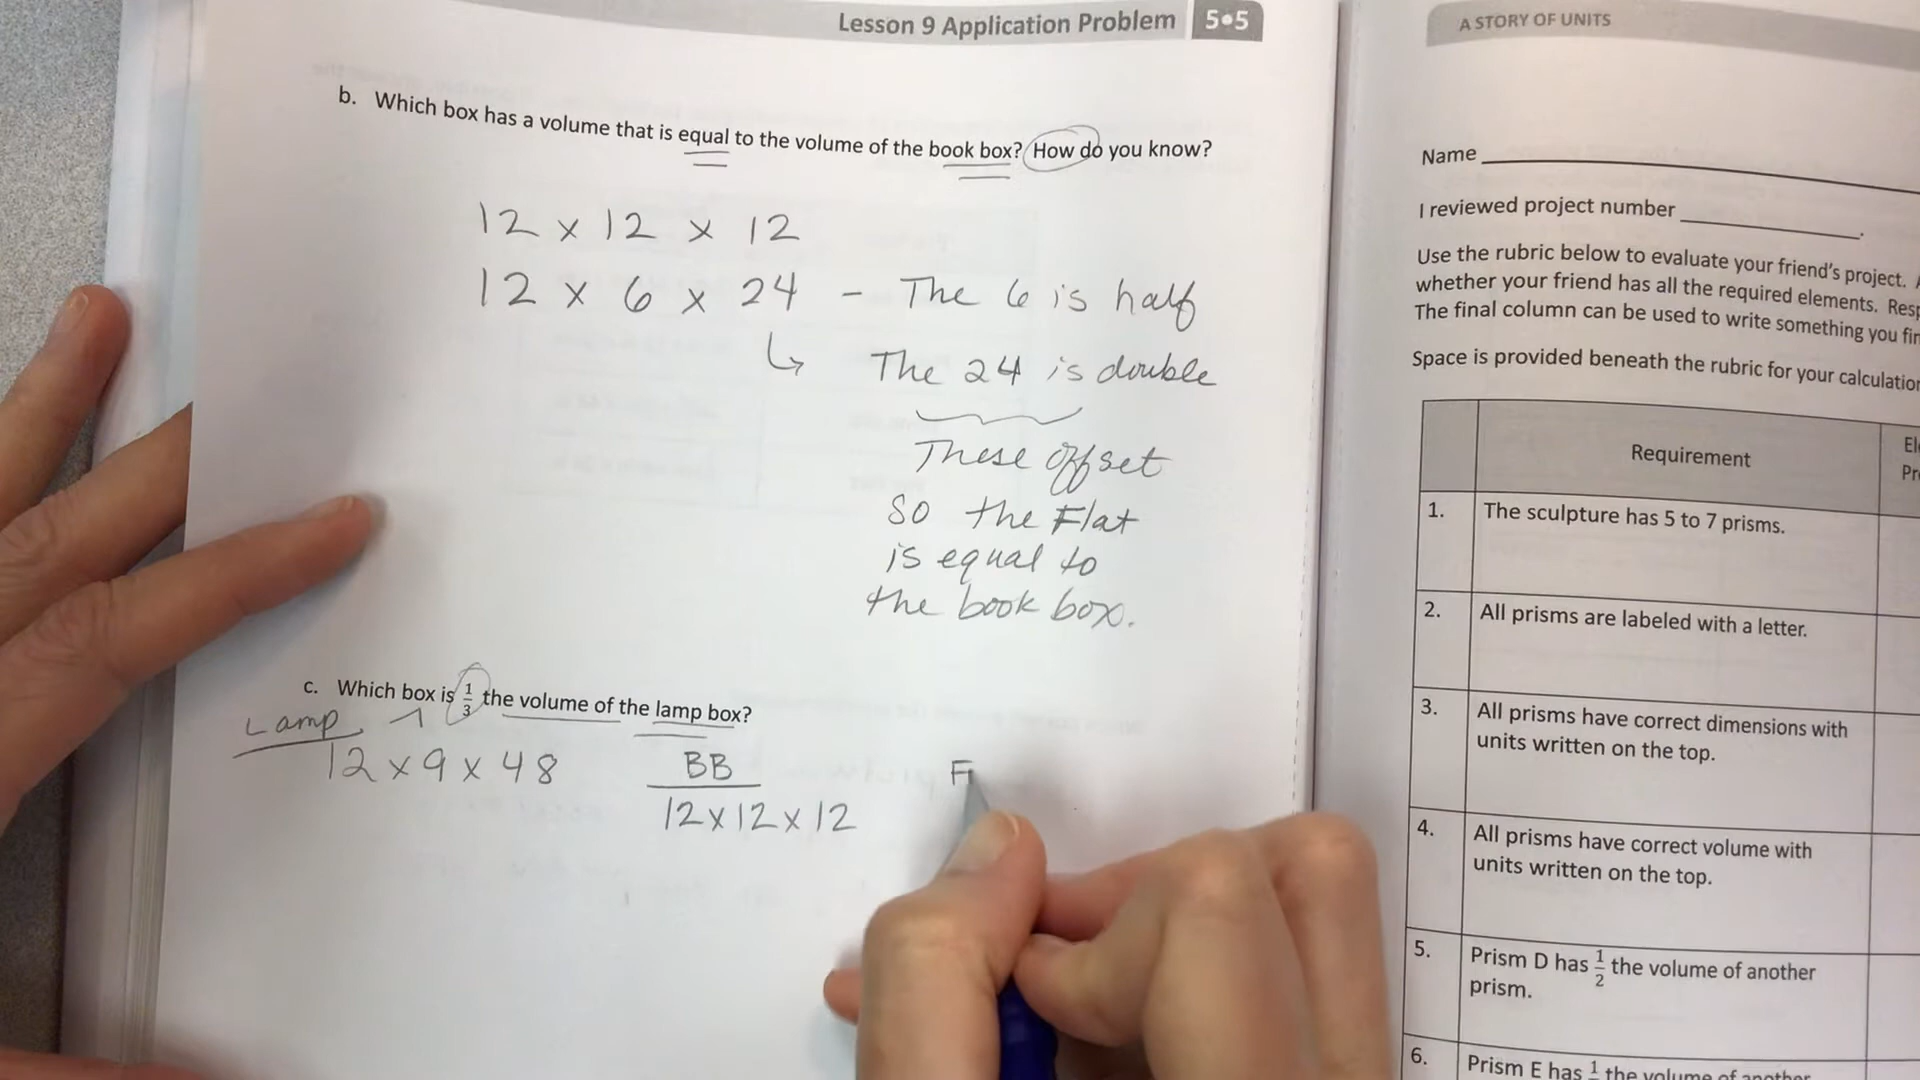 Lesson 9 Application Problem 5•5
b. Which box has a volume that is equal to the volume of the book box? How do you know?
12 x 12 x 12
12 x 6 x 24 - The 6 is half
↳ The 24 is double
These offset
so the Flat
is equal to
the book box.
c. Which box is 1/3 the volume of the lamp box?
Lamp
12 x 9 x 48
BB
12 x 12 x 12
F
A STORY OF UNITS
Name
I reviewed project number
Use the rubric below to evaluate your friend's project.
whether your friend has all the required elements.
The final column can be used to write something you
Space is provided beneath the rubric for your
Requirement
1. The sculpture has 5 to 7 prisms.
2. All prisms are labeled with a letter.
3. All prisms have correct dimensions with
units written on the top.
4. All prisms have correct volume with
units written on the top.
5. Prism D has 1/2 the volume of another
prism.
6. Prism E has the volume of another